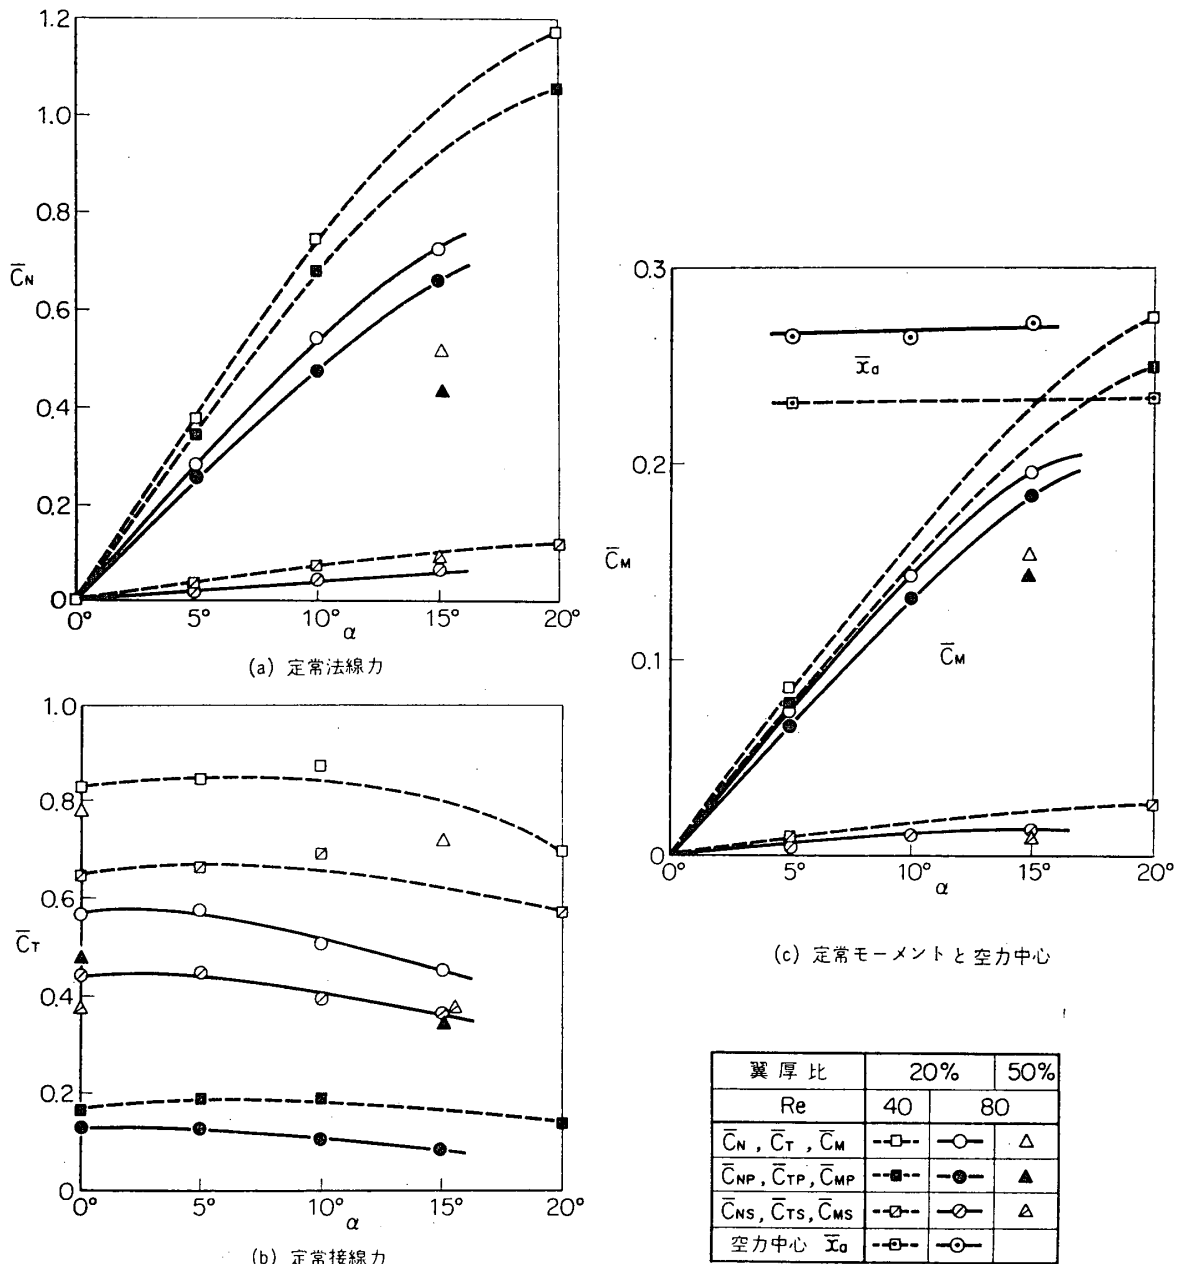 1.2
1.0
0.8
0.6
0.4
0.2
0
C̅N
0° 5° 10° 15° 20°
α
(a) 定常法線力
1.0
0.8
0.6
0.4
0.2
0
C̅T
0° 5° 10° 15° 20°
α
(b) 定常接線力
0.3
0.2
0.1
0
C̅M
x̅a
C̅M
0° 5° 10° 15° 20°
α
(c) 定常モーメントと空力中心
翼厚比 20% 50%
Re 40 80
C̅N, C̅T, C̅M
C̅NP, C̅TP, C̅MP
C̅NS, C̅TS, C̅MS
空力中心 x̅a